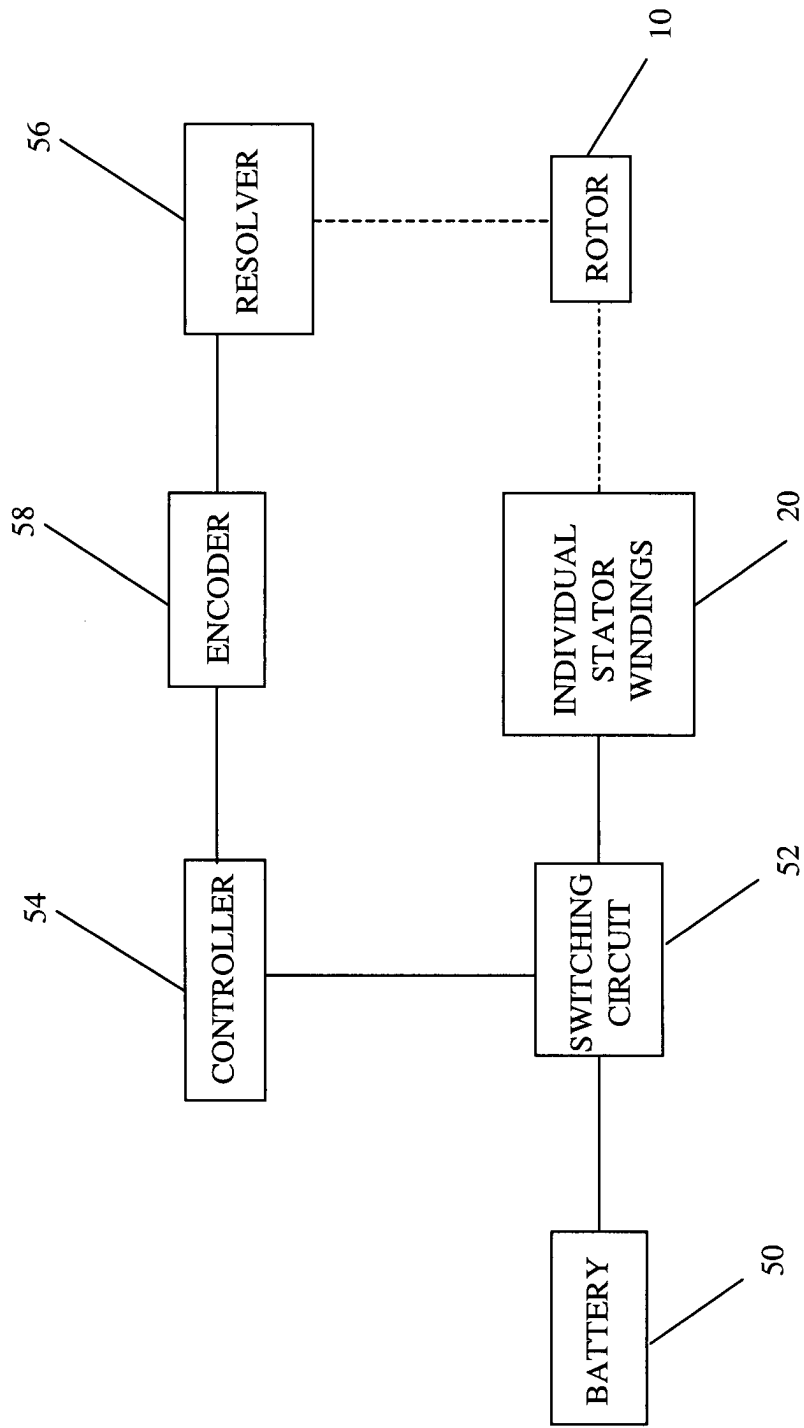 54
CONTROLLER
58
ENCODER
56
RESOLVER
BATTERY
50
SWITCHING
CIRCUIT
52
INDIVIDUAL
STATOR
WINDINGS
20
ROTOR
10